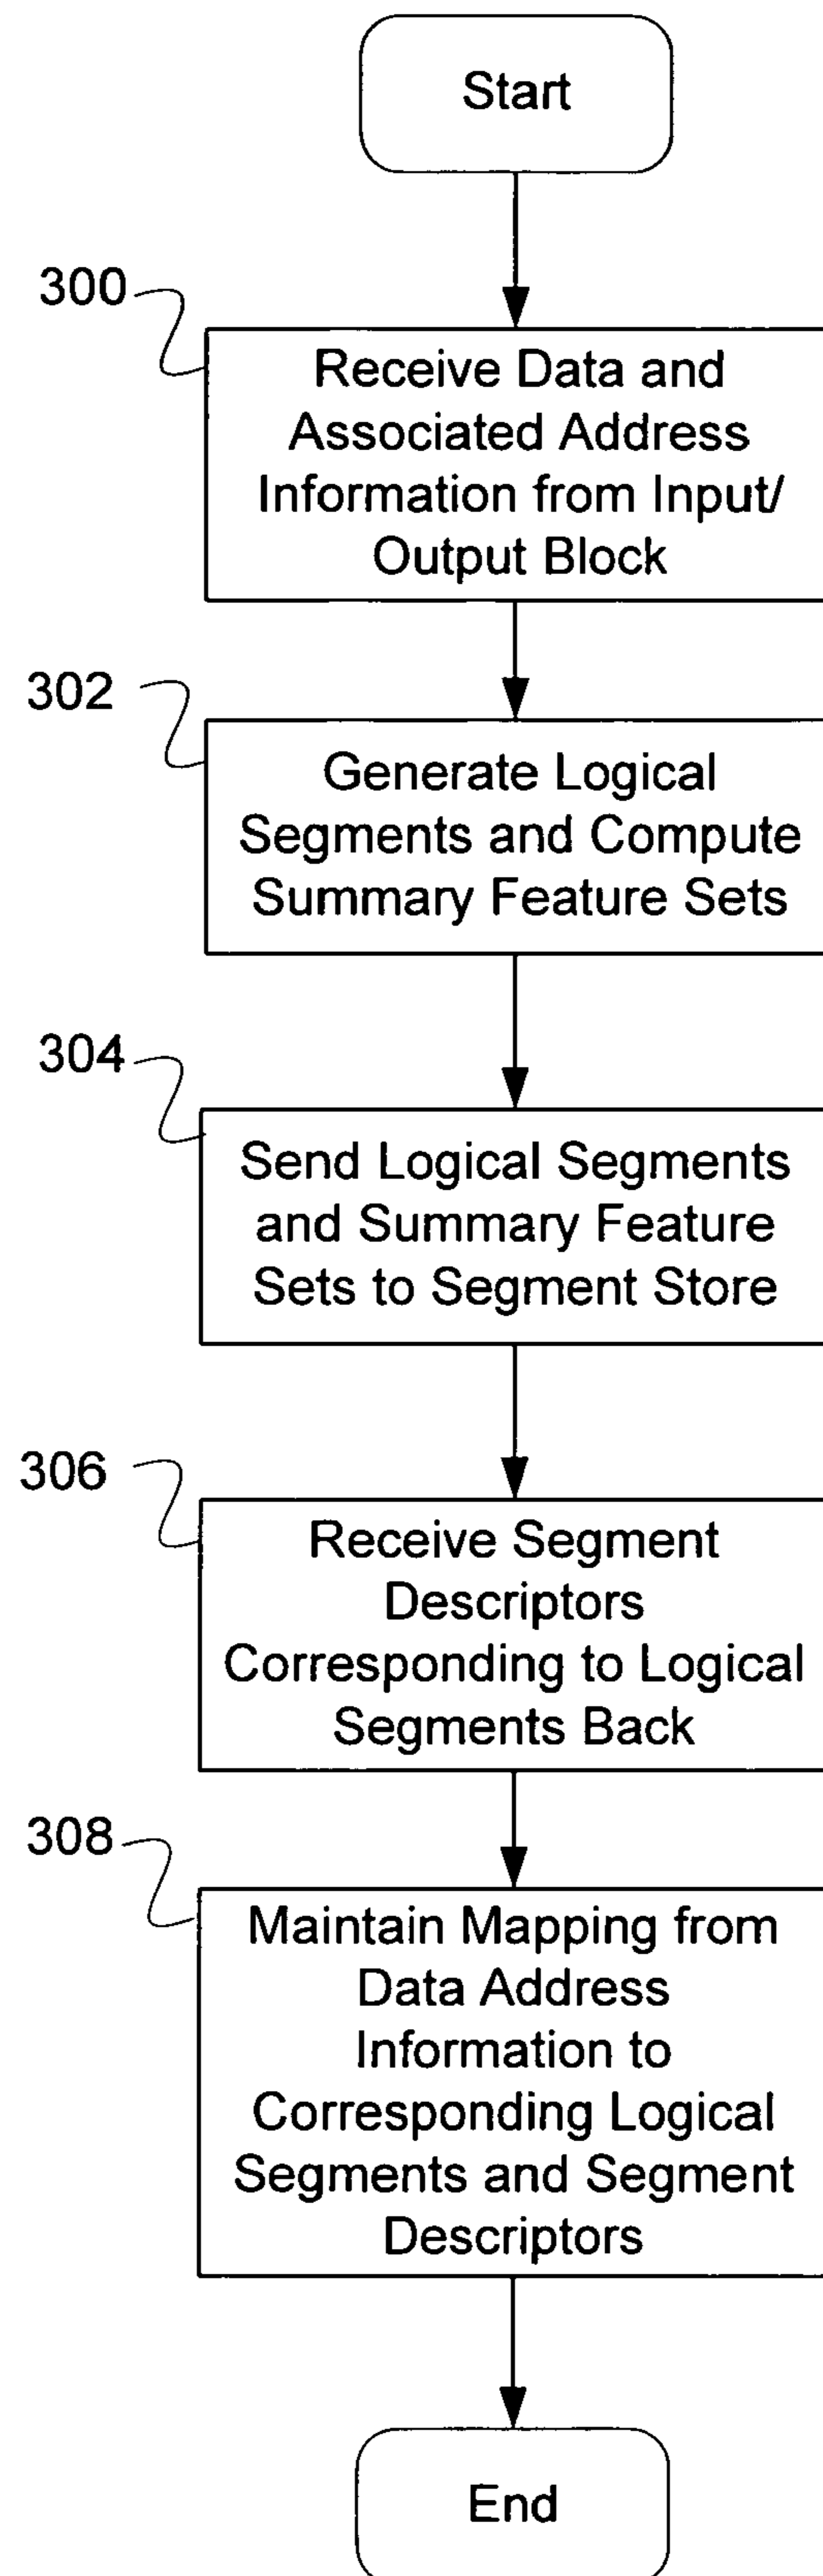 Start
300
Receive Data and
Associated Address
Information from Input/
Output Block
302
Generate Logical
Segments and Compute
Summary Feature Sets
304
Send Logical Segments
and Summary Feature
Sets to Segment Store
306
Receive Segment
Descriptors
Corresponding to Logical
Segments Back
308
Maintain Mapping from
Data Address
Information to
Corresponding Logical
Segments and Segment
Descriptors
End